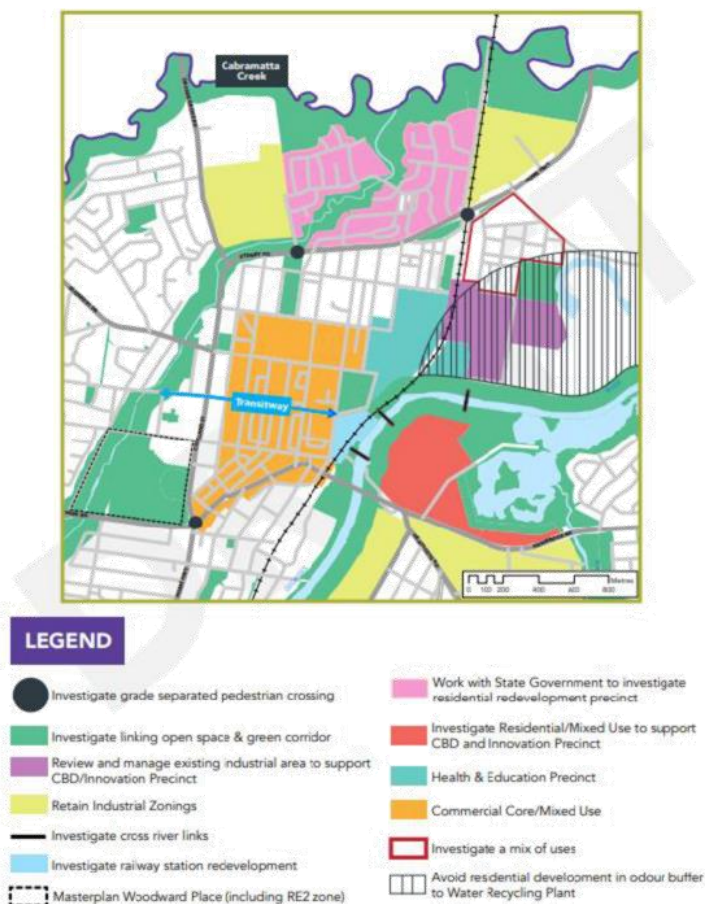 Cabramatta
Creek
Transitway
Metres
0 100 200 400 600 800
LEGEND
Investigate grade separated pedestrian crossing
Investigate linking open space & green corridor
Review and manage existing industrial area to support
CBD/Innovation Precinct
Retain Industrial Zonings
Investigate cross river links
Investigate railway station redevelopment
Masterplan Woodward Place (including RE2 zone)
Work with State Government to investigate
residential redevelopment precinct
Investigate Residential/Mixed Use to support
CBD and Innovation Precinct
Health & Education Precinct
Commercial Core/Mixed Use
Investigate a mix of uses
Avoid residential development in odour buffer
to Water Recycling Plant
DRAFT